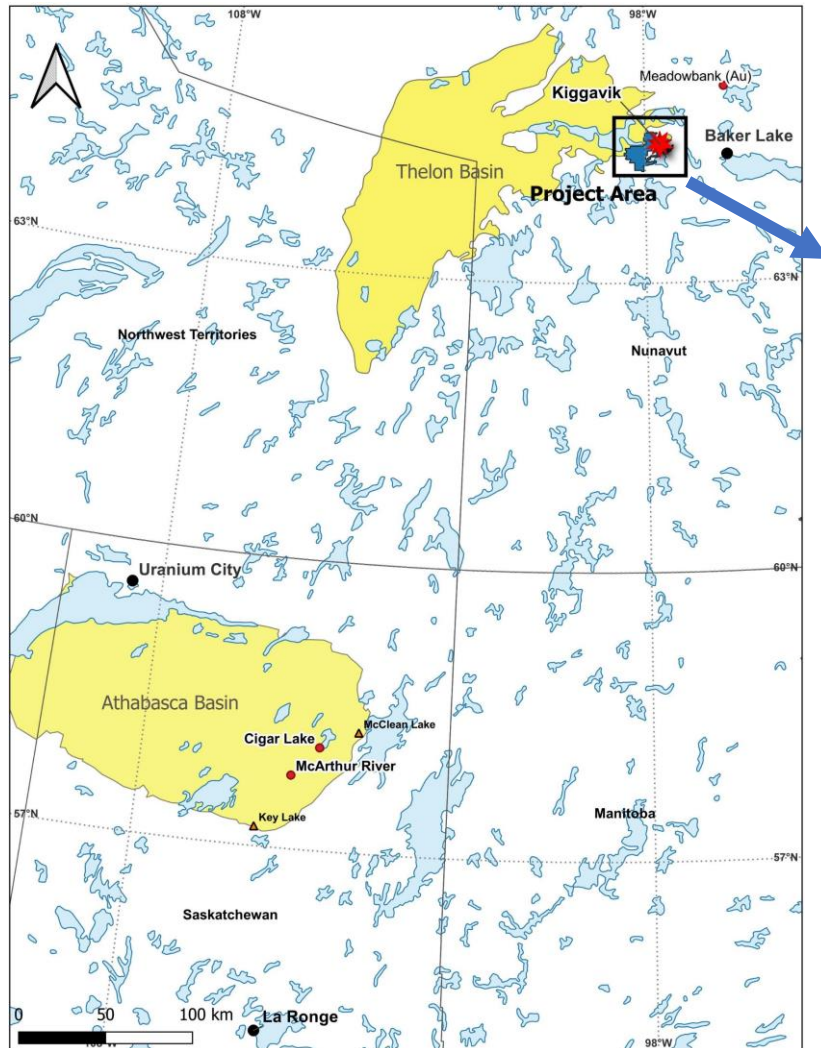 108°W
98°W
Meadowbank (Au)
Kiggavik
Baker Lake
Thelon Basin
Project Area
63°N
63°N
Northwest Territories
Nunavut
60°N
60°N
Uranium City
Athabasca Basin
McClean Lake
Cigar Lake
McArthur River
Key Lake
57°N
Manitoba
57°N
Saskatchewan
0 50 100 km
La Ronge
98°W